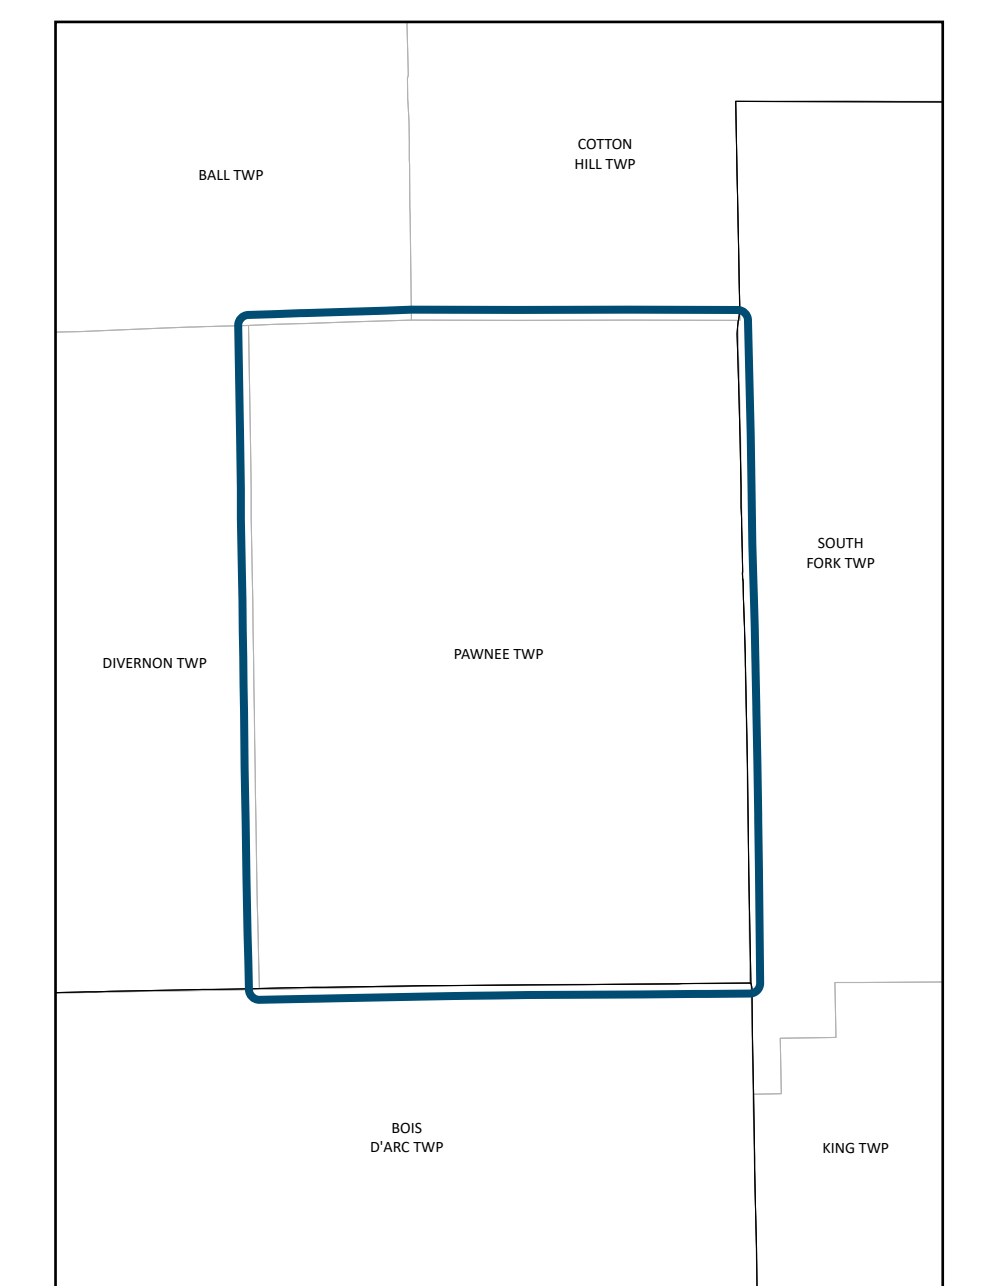 COTTON
HILL TWP
BALL TWP
SOUTH
FORK TWP
PAWNEE TWP
DIVERNON TWP
BOIS
D'ARC TWP
KING TWP